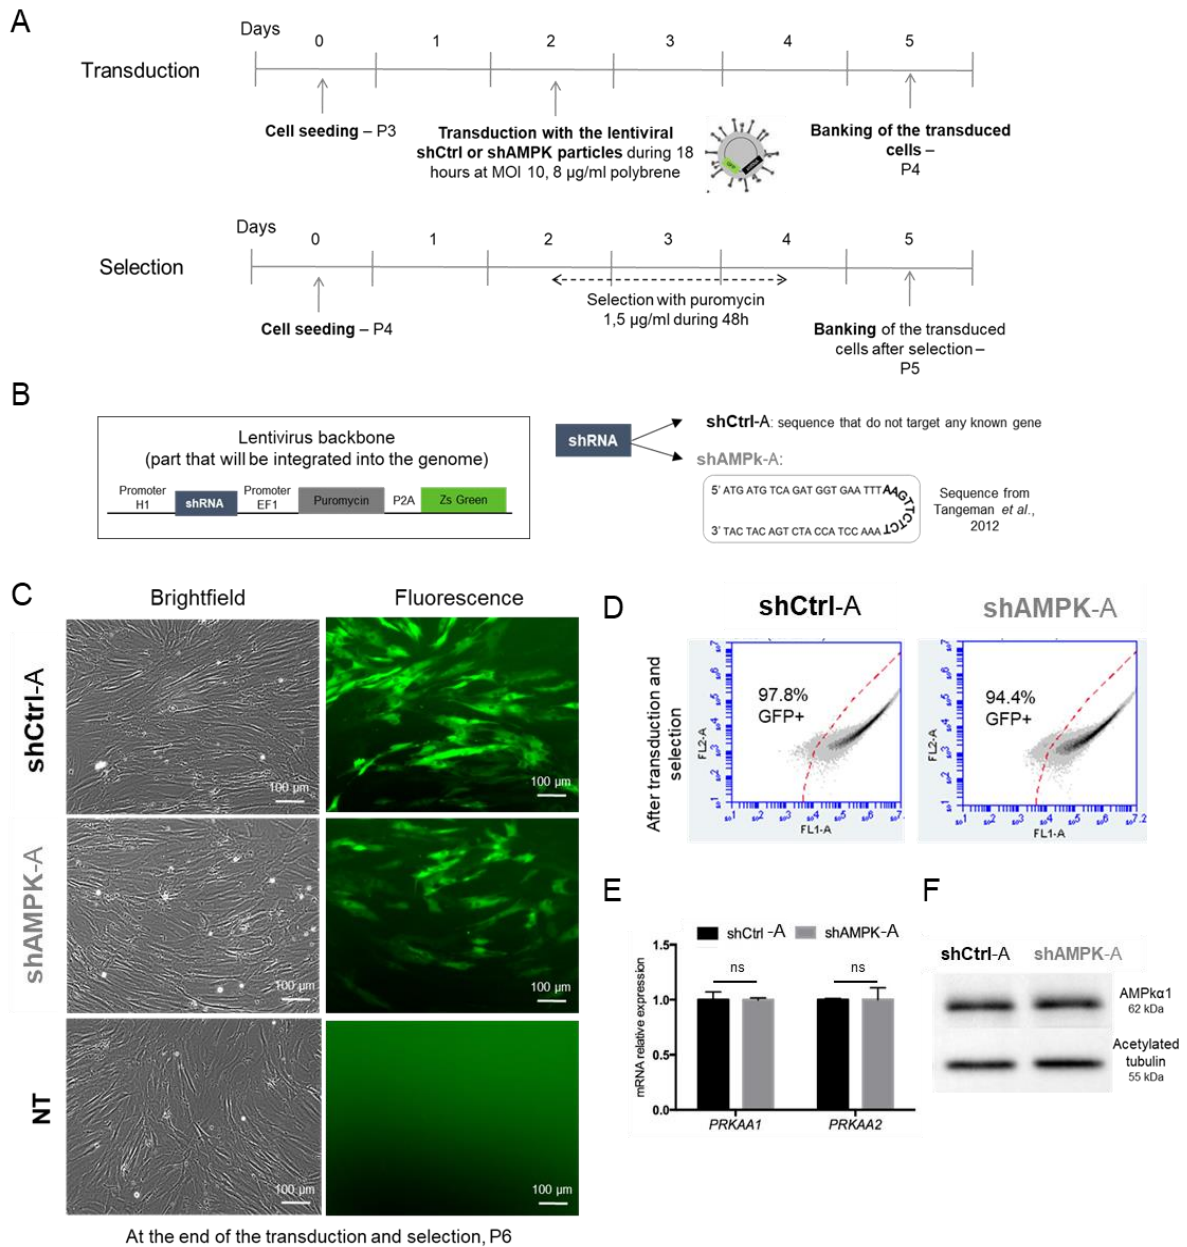 A
Days
0 1 2 3 4 5
Transduction
Cell seeding – P3
Transduction with the lentiviral
shCtrl or shAMPK particles during 18
hours at MOI 10, 8 µg/ml polybrene
Banking of the transduced
cells –
P4
Days
0 1 2 3 4 5
Selection
Cell seeding – P4
Selection with puromycin
1,5 µg/ml during 48h
Banking of the transduced
cells after selection –
P5
B
Lentivirus backbone
(part that will be integrated into the genome)
Promoter
H1
shRNA
Promoter
EF1
Puromycin
P2A
Zs Green
shRNA
shCtrl-A: sequence that do not target any known gene
shAMPk-A:
5' ATG ATG TCA GAT GGT GAA TTT AAGTTCTCT
3' TAC TAC AGT CTA CCA TCC AAA
Sequence from
Tangeman et al.,
2012
C
Brightfield
Fluorescence
shCtrl-A
100 µm
100 µm
shAMPK-A
100 µm
100 µm
NT
100 µm
100 µm
At the end of the transduction and selection, P6
D
shCtrl-A
shAMPK-A
After transduction and
selection
97.8%
GFP+
FL2-A
FL1-A
94.4%
GFP+
FL2-A
FL1-A
E
shCtrl -A
shAMPK-A
mRNA relative expression
1.5
1.0
0.5
0.0
ns
ns
PRKAA1
PRKAA2
F
shCtrl-A
shAMPK-A
AMPkα1
62 kDa
Acetylated
tubulin
55 kDa